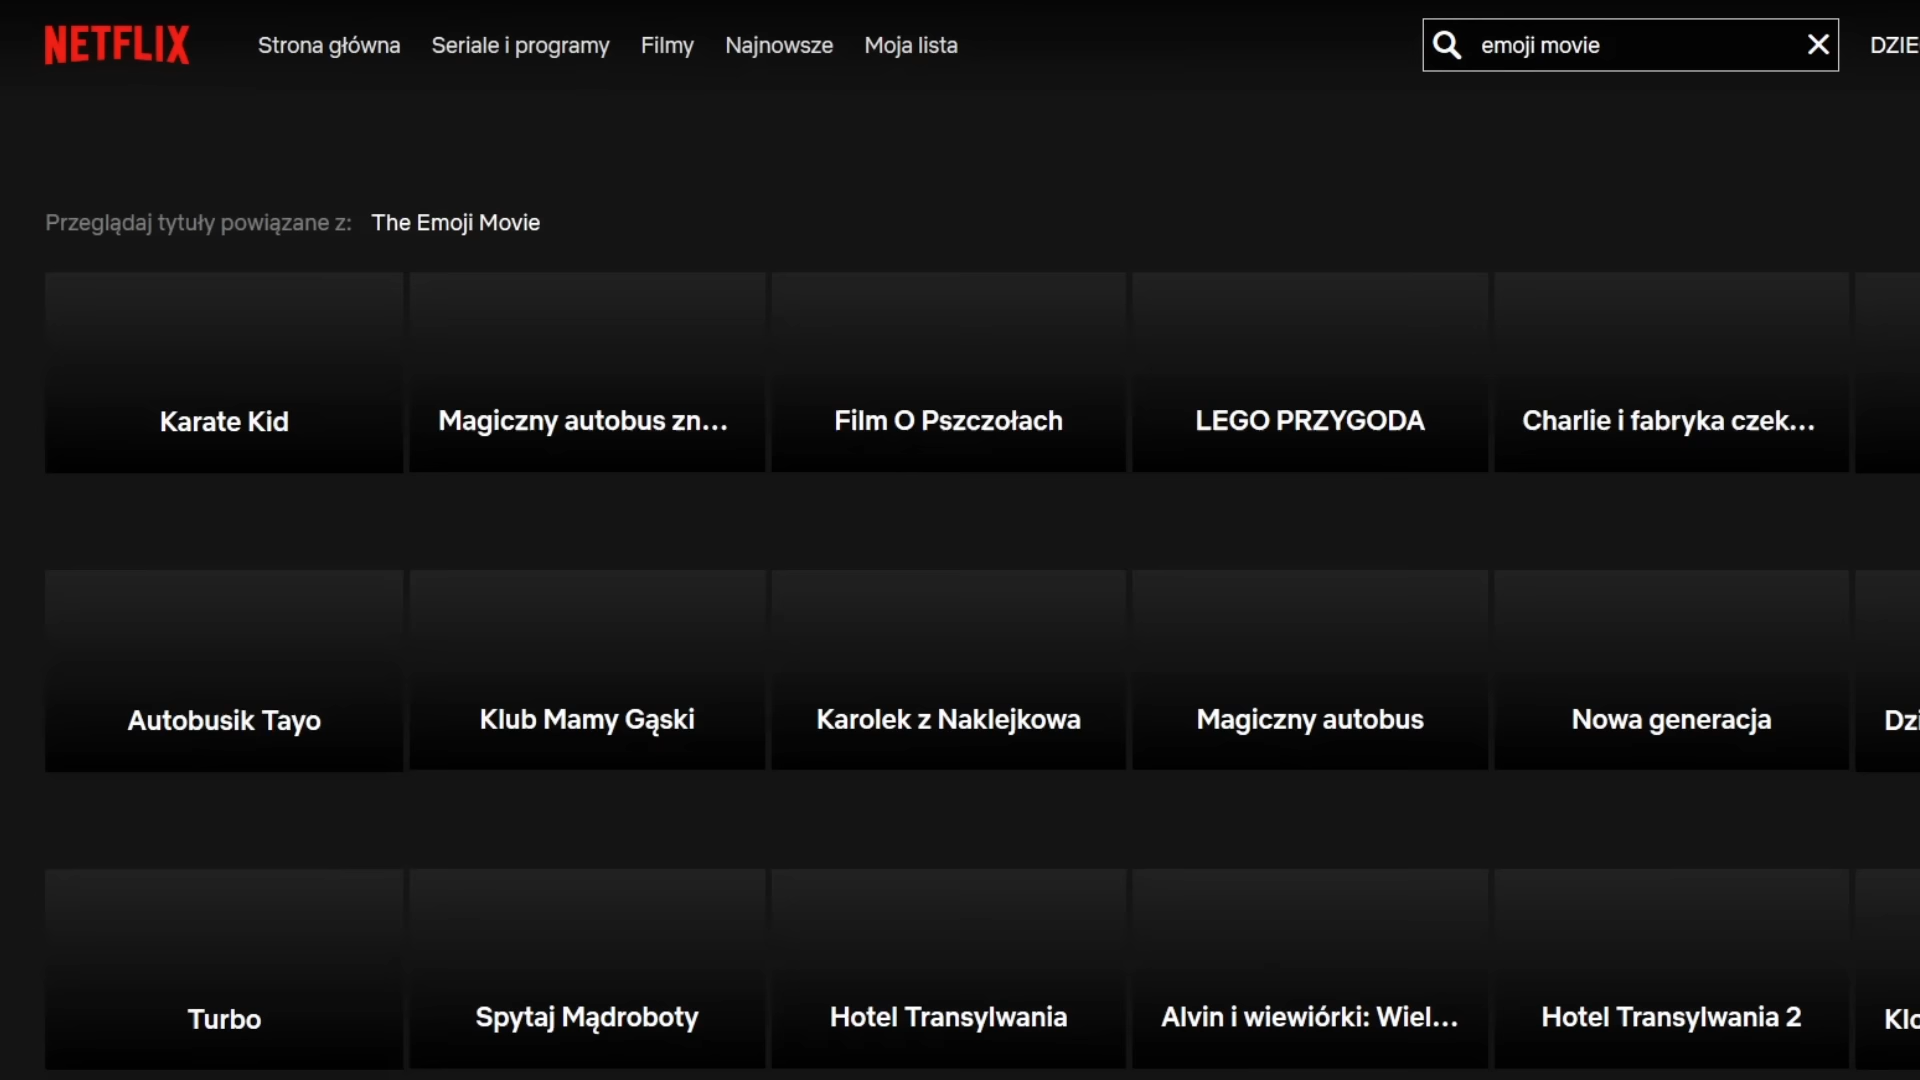 NETFLIX Strona główna Seriale i programy Filmy Najnowsze Moja lista emoji movie DZIE
Przeglądaj tytuły powiązane z: The Emoji Movie
Karate Kid Magiczny autobus zn... Film O Pszczołach LEGO PRZYGODA Charlie i fabryka czek...
Autobusik Tayo Klub Mamy Gąski Karolek z Naklejkowa Magiczny autobus Nowa generacja Dzi
Turbo Spytaj Mądroboty Hotel Transylwania Alvin i wiewiórki: Wiel... Hotel Transylwania 2 Klo